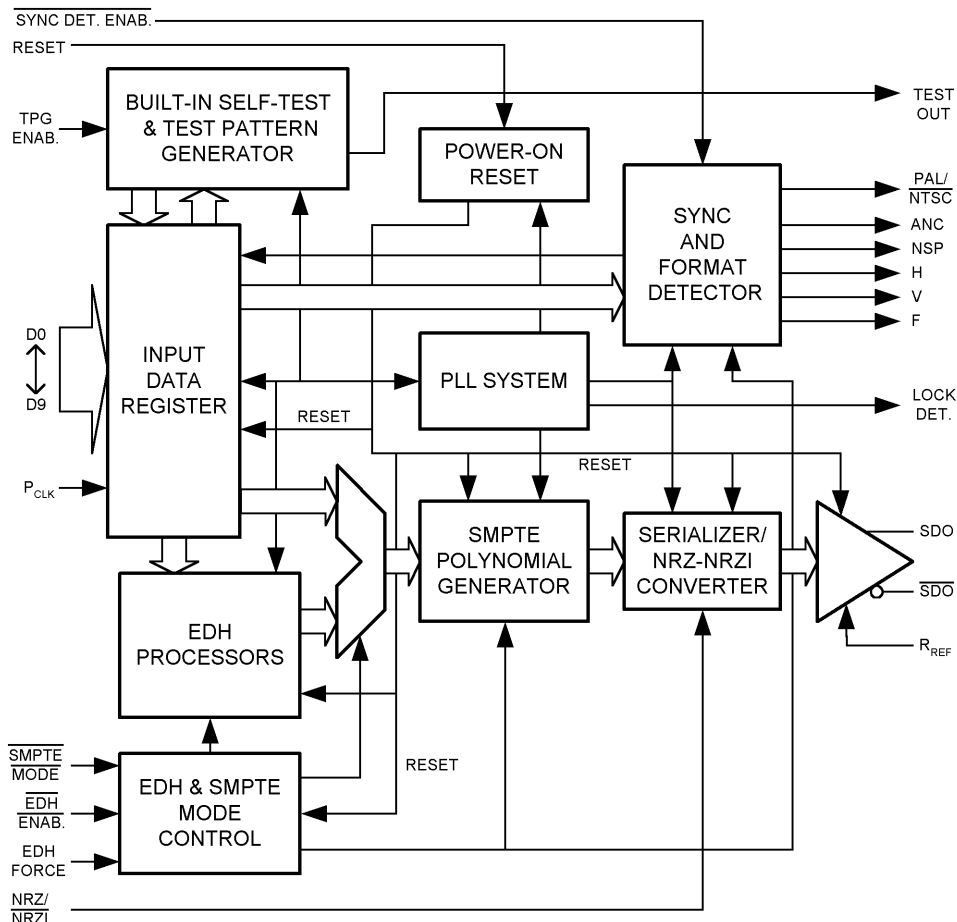 SYNC DET. ENAB.
RESET
BUILT-IN SELF-TEST
& TEST PATTERN
GENERATOR
TPG
ENAB.
TEST
OUT
POWER-ON
RESET
SYNC
AND
FORMAT
DETECTOR
PAL/
NTSC
ANC
NSP
H
V
F
D0
D9
INPUT
DATA
REGISTER
PLL SYSTEM
LOCK
DET.
RESET
RESET
PCLK
SMPTE
POLYNOMIAL
GENERATOR
SERIALIZER/
NRZ-NRZI
CONVERTER
SDO
SDO
RREF
EDH
PROCESSORS
RESET
SMPTE
MODE
EDH
ENAB.
EDH
FORCE
EDH & SMPTE
MODE
CONTROL
NRZ/
NRZI